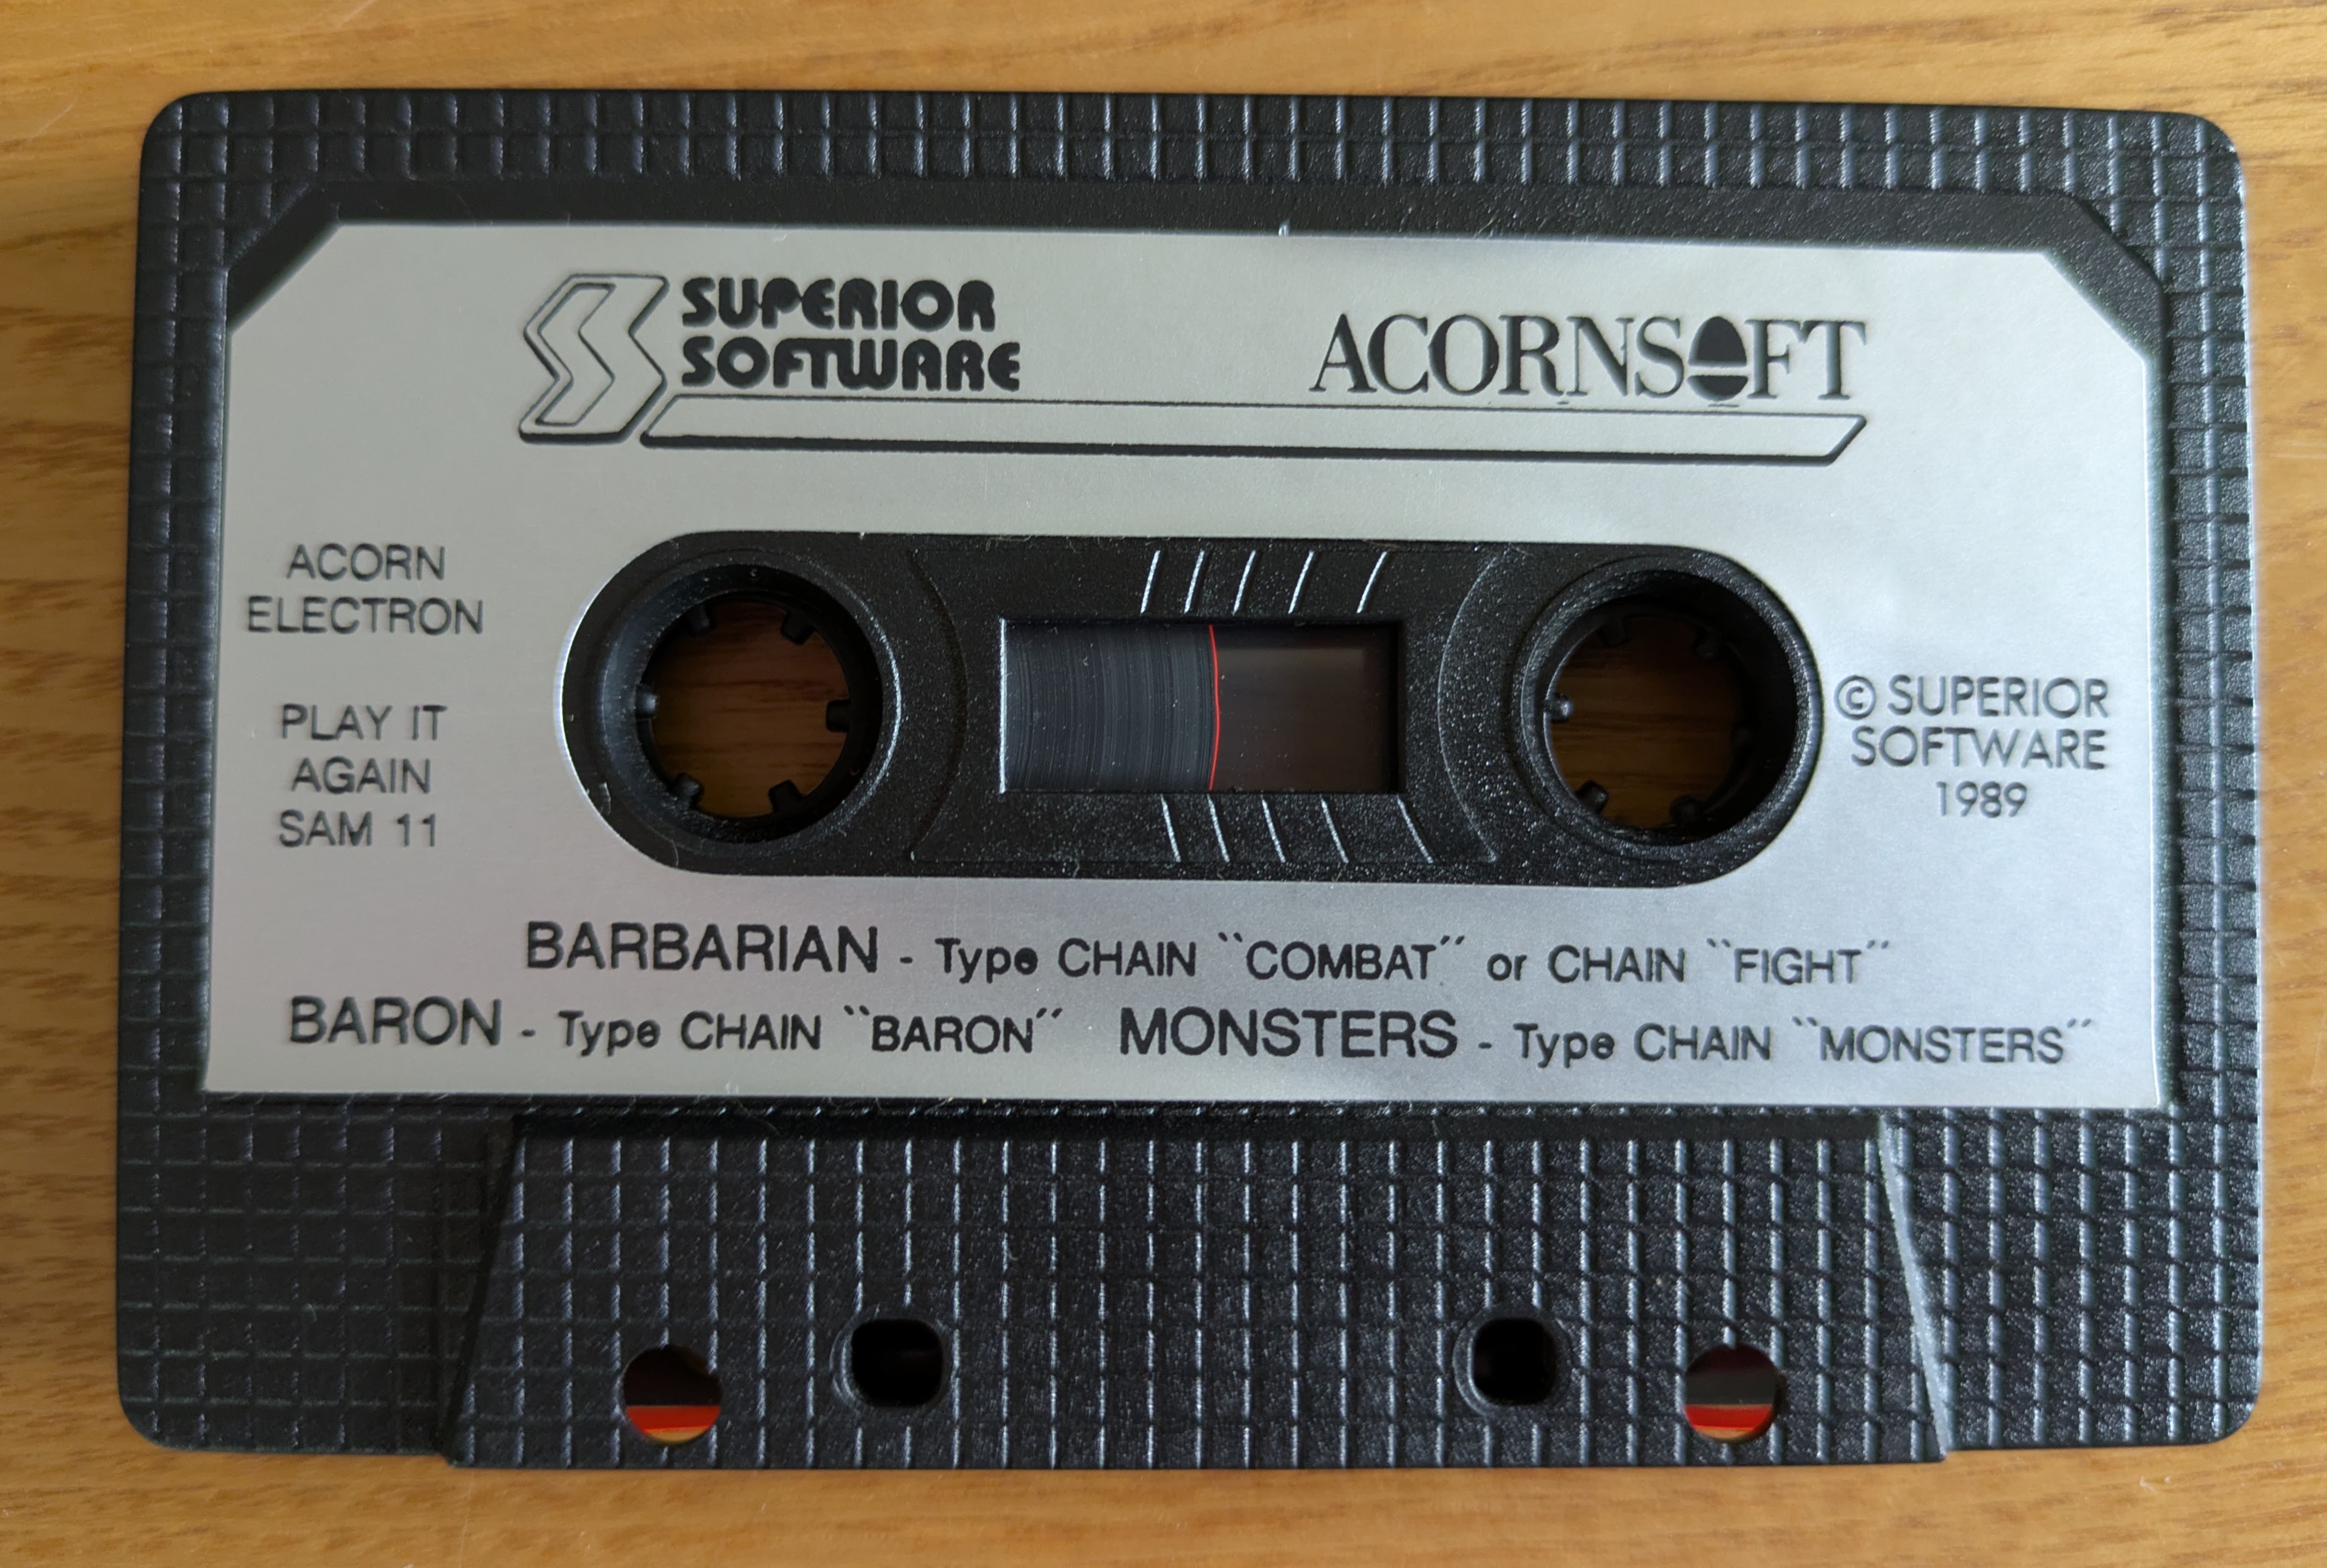 SUPERIOR
SOFTWARE
ACORNSOFT
ACORN
ELECTRON
PLAY IT
AGAIN
SAM 11
© SUPERIOR
SOFTWARE
1989
BARBARIAN - Type CHAIN ``COMBAT´´ or CHAIN ``FIGHT´´
BARON - Type CHAIN ``BARON´´ MONSTERS - Type CHAIN ``MONSTERS´´